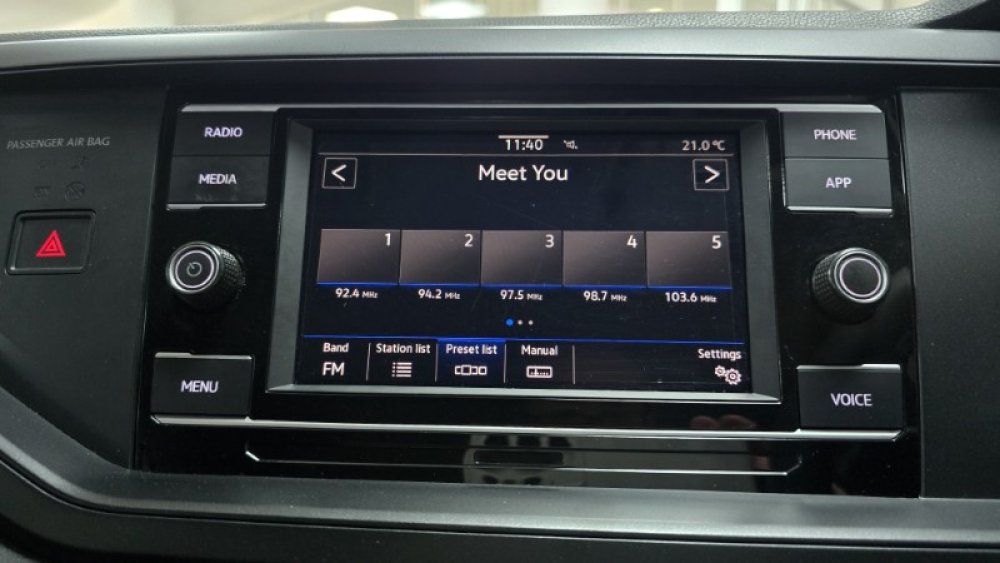 PASSENGER AIR BAG
RADIO
MEDIA
MENU
11:40
21.0 °C
<
Meet You
>
1
2
3
4
5
92.4 MHz
94.2 MHz
97.5 MHz
98.7 MHz
103.6 MHz
Band
FM
Station list
Preset list
Manual
Settings
PHONE
APP
VOICE